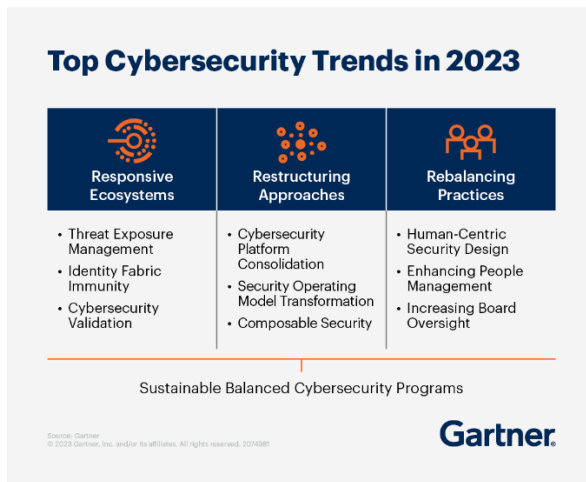 Top Cybersecurity Trends in 2023
Responsive
Ecosystems
• Threat Exposure
Management
• Identity Fabric
Immunity
• Cybersecurity
Validation
Restructuring
Approaches
• Cybersecurity
Platform
Consolidation
• Security Operating
Model Transformation
• Composable Security
Rebalancing
Practices
• Human-Centric
Security Design
• Enhancing People
Management
• Increasing Board
Oversight
Sustainable Balanced Cybersecurity Programs
Source: Gartner
© 2023 Gartner, Inc. and/or its affiliates. All rights reserved. 2074981
Gartner®